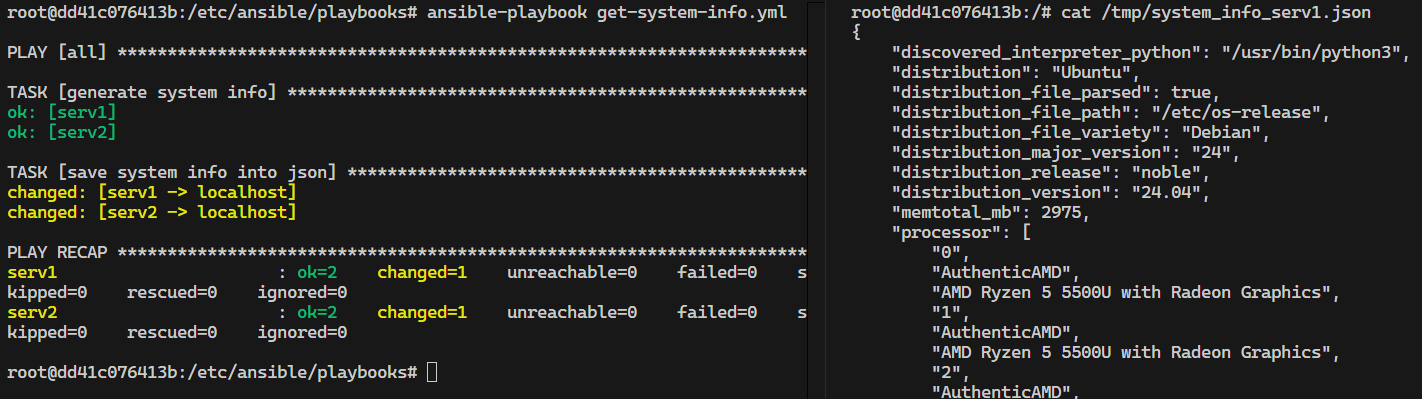 root@dd41c076413b:/etc/ansible/playbooks# ansible-playbook get-system-info.yml

PLAY [all] *********************************************************************

TASK [generate system info] ****************************************************
ok: [serv1]
ok: [serv2]

TASK [save system info into json] **********************************************
changed: [serv1 -> localhost]
changed: [serv2 -> localhost]

PLAY RECAP *********************************************************************
serv1                      : ok=2    changed=1    unreachable=0    failed=0    s
kipped=0    rescued=0    ignored=0
serv2                      : ok=2    changed=1    unreachable=0    failed=0    s
kipped=0    rescued=0    ignored=0

root@dd41c076413b:/etc/ansible/playbooks#
root@dd41c076413b:/# cat /tmp/system_info_serv1.json
{
    "discovered_interpreter_python": "/usr/bin/python3",
    "distribution": "Ubuntu",
    "distribution_file_parsed": true,
    "distribution_file_path": "/etc/os-release",
    "distribution_file_variety": "Debian",
    "distribution_major_version": "24",
    "distribution_release": "noble",
    "distribution_version": "24.04",
    "memtotal_mb": 2975,
    "processor": [
        "0",
        "AuthenticAMD",
        "AMD Ryzen 5 5500U with Radeon Graphics",
        "1",
        "AuthenticAMD",
        "AMD Ryzen 5 5500U with Radeon Graphics",
        "2",
        "AuthenticAMD",